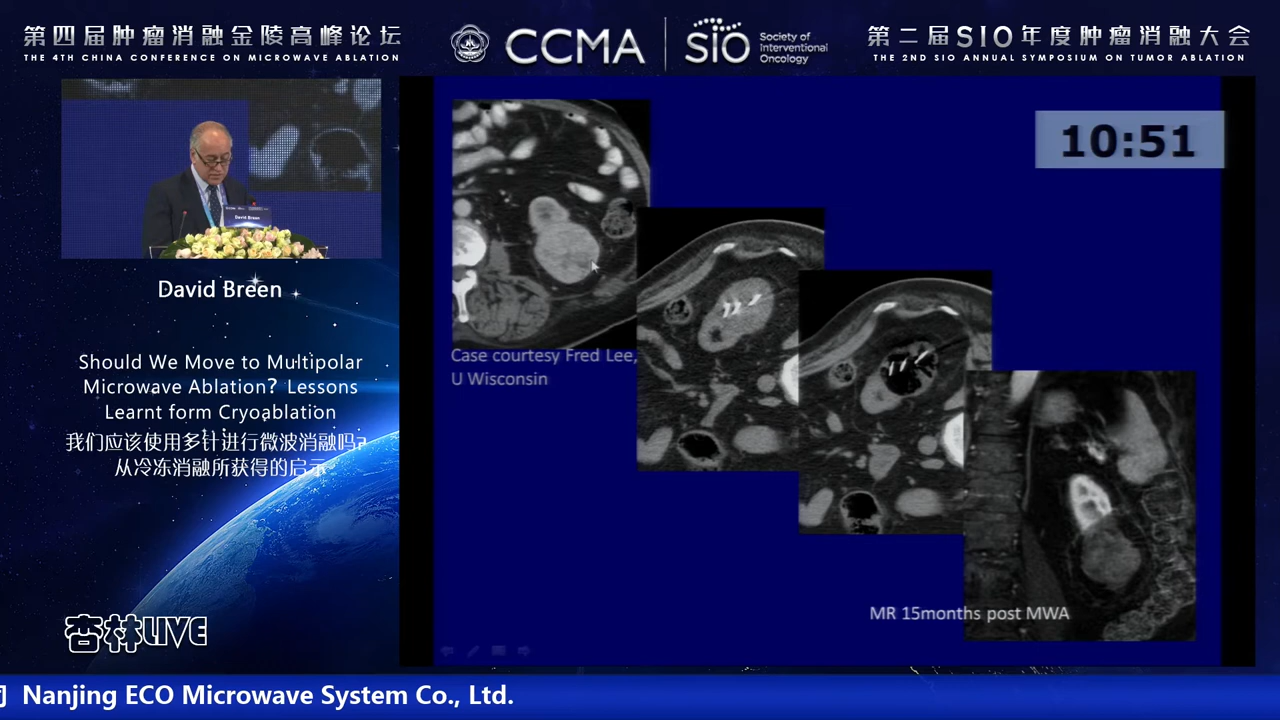 第四届肿瘤消融金陵高峰论坛
THE 4TH CHINA CONFERENCE ON MICROWAVE ABLATION
CCMA
SIO
Society of
Interventional
Oncology
第二届SIO年度肿瘤消融大会
THE 2ND SIO ANNUAL SYMPOSIUM ON TUMOR ABLATION
10:51
David Breen
David Breen
Should We Move to Multipolar
Microwave Ablation? Lessons
Learnt form Cryoablation
我们应该使用多针进行微波消融吗?
从冷冻消融所获得的启示
Case courtesy Fred Lee,
U Wisconsin
MR 15months post MWA
杏林LIVE
司 Nanjing ECO Microwave System Co., Ltd.